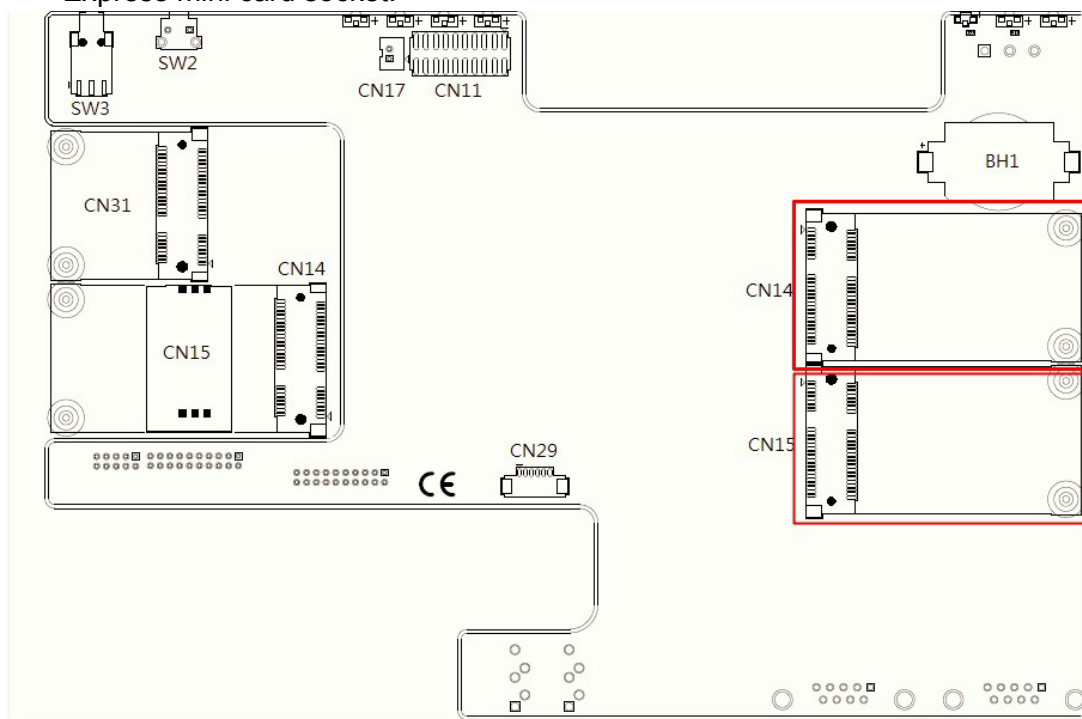 Express mini card socket.
SW2
SW3
CN17
CN11
BH1
CN31
CN14
CN14
CN15
CN15
CN29
CE